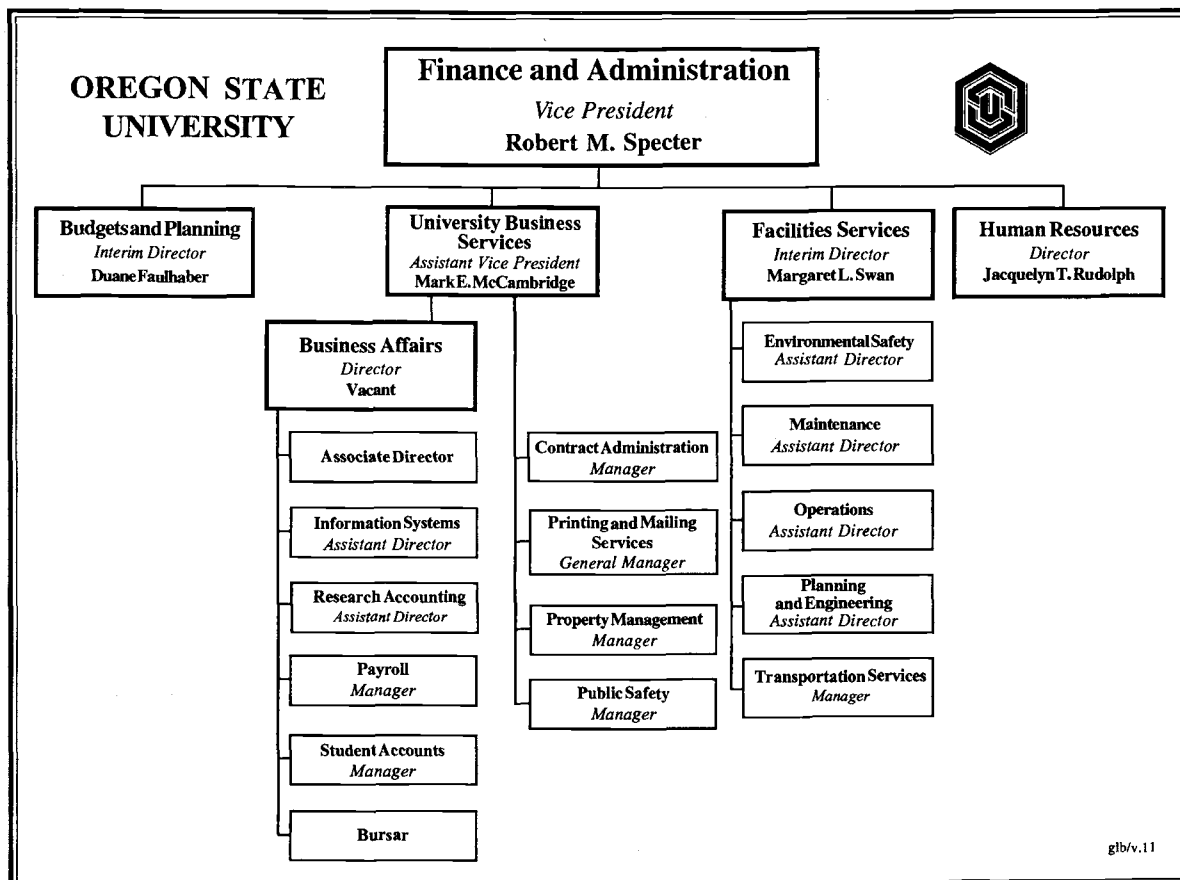 OREGON STATE
UNIVERSITY
Finance and Administration
Vice President
Robert M. Specter
Budgets and Planning
Interim Director
Duane Faulhaber
University Business
Services
Assistant Vice President
Mark E. McCambridge
Facilities Services
Interim Director
Margaret L. Swan
Human Resources
Director
Jacquelyn T. Rudolph
Business Affairs
Director
Vacant
Associate Director
Information Systems
Assistant Director
Research Accounting
Assistant Director
Payroll
Manager
Student Accounts
Manager
Bursar
Contract Administration
Manager
Printing and Mailing
Services
General Manager
Property Management
Manager
Public Safety
Manager
Environmental Safety
Assistant Director
Maintenance
Assistant Director
Operations
Assistant Director
Planning
and Engineering
Assistant Director
Transportation Services
Manager
glb/v.11